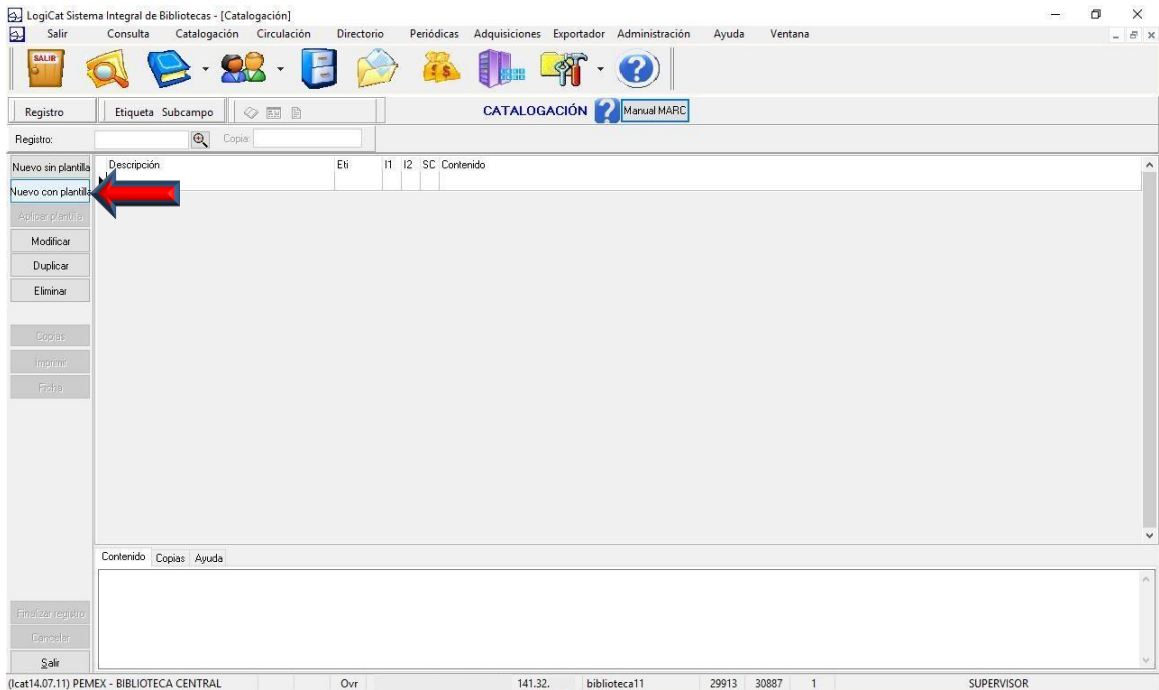 LogiCat Sistema Integral de Bibliotecas - [Catalogación]
Salir Consulta Catalogación Circulación Directorio Periódicas Adquisiciones Exportador Administración Ayuda Ventana
SALIR
Registro Etiqueta Subcampo CATALOGACIÓN Manual MARC
Registro: Copia:
Nuevo sin plantilla Descripción Eti I1 I2 SC Contenido
Nuevo con plantilla
Aplicar plantilla
Modificar
Duplicar
Eliminar
Copias
Imprimir
Ficha
Contenido Copias Ayuda
Finalizar registro
Cancelar
Salir
(lcat14.07.11) PEMEX - BIBLIOTECA CENTRAL Ovr 141.32. biblioteca11 29913 30887 1 SUPERVISOR